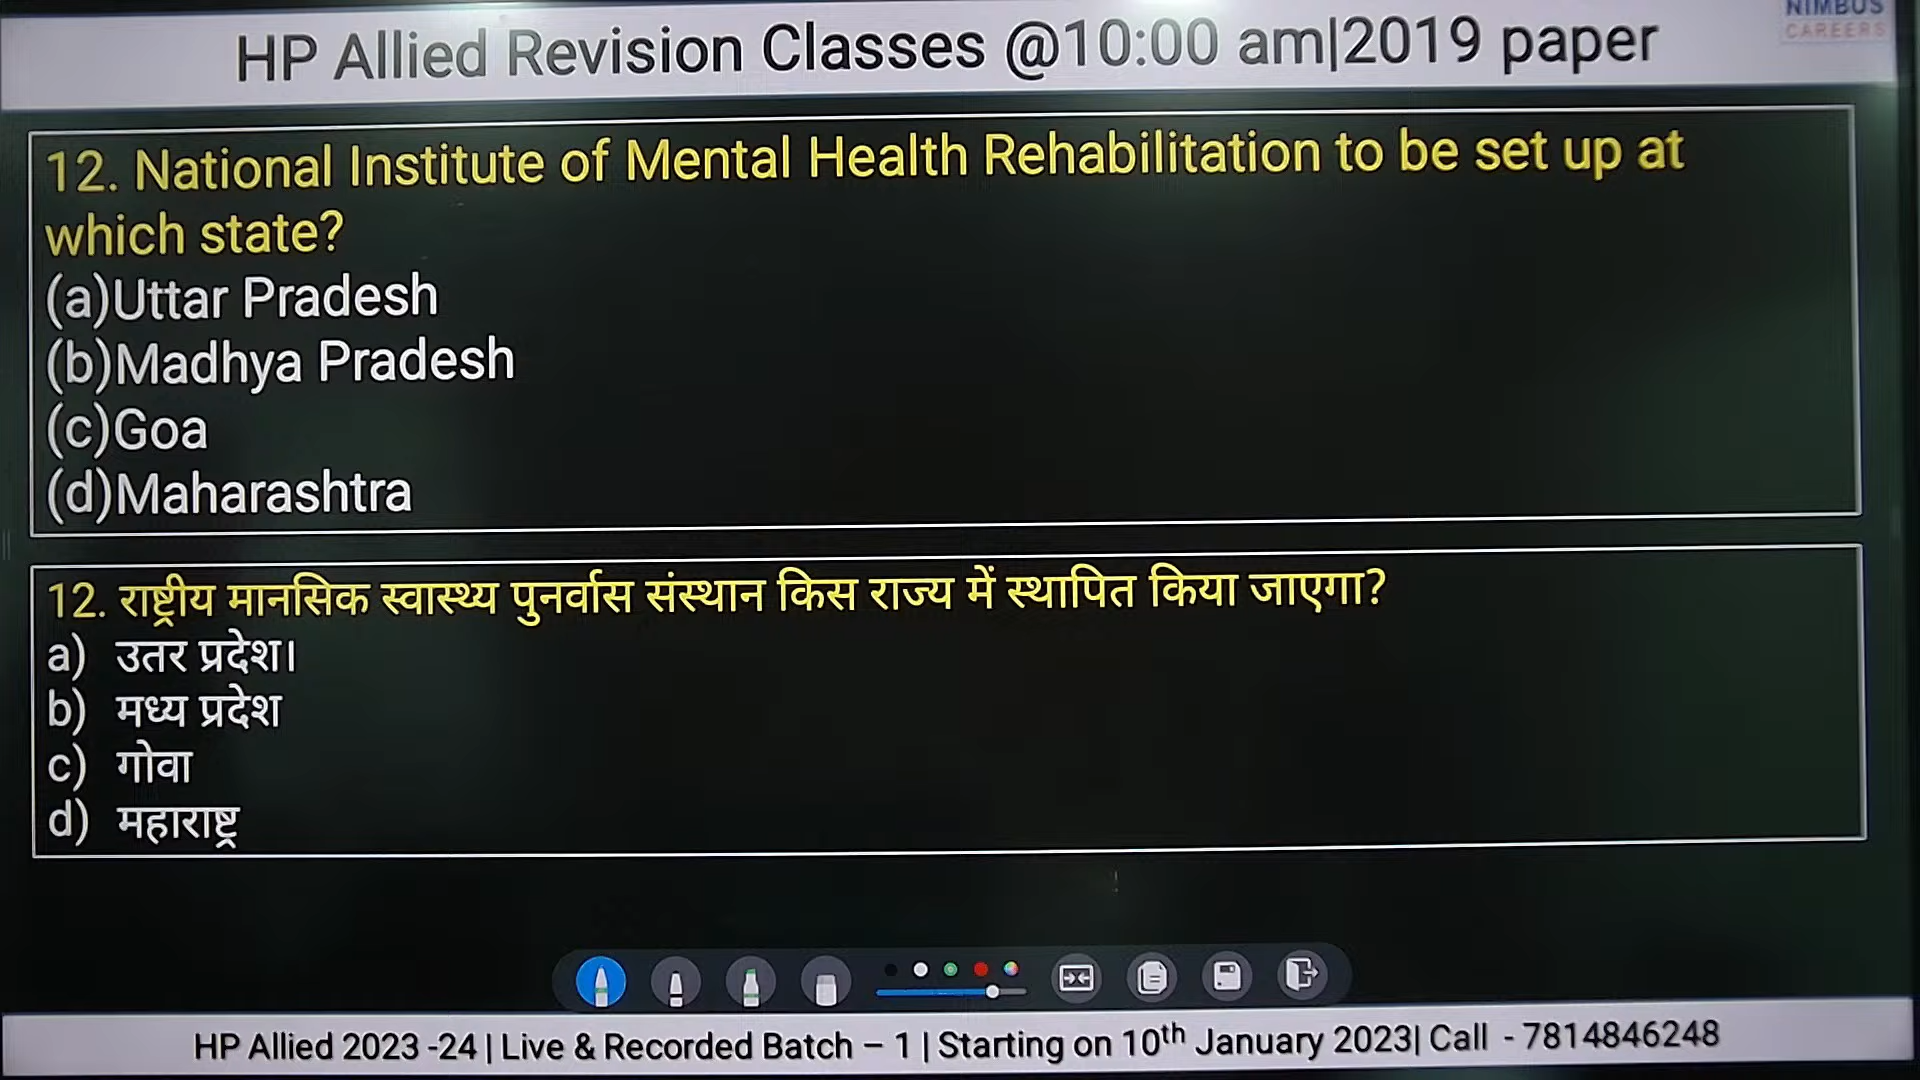 NIMBUS
CAREERS
HP Allied Revision Classes @10:00 am|2019 paper
12. National Institute of Mental Health Rehabilitation to be set up at
which state?
(a)Uttar Pradesh
(b)Madhya Pradesh
(c)Goa
(d)Maharashtra
12. राष्ट्रीय मानसिक स्वास्थ्य पुनर्वास संस्थान किस राज्य में स्थापित किया जाएगा?
a) उतर प्रदेश।
b) मध्य प्रदेश
c) गोवा
d) महाराष्ट्र
HP Allied 2023 -24 | Live & Recorded Batch – 1 | Starting on 10th January 2023| Call - 7814846248